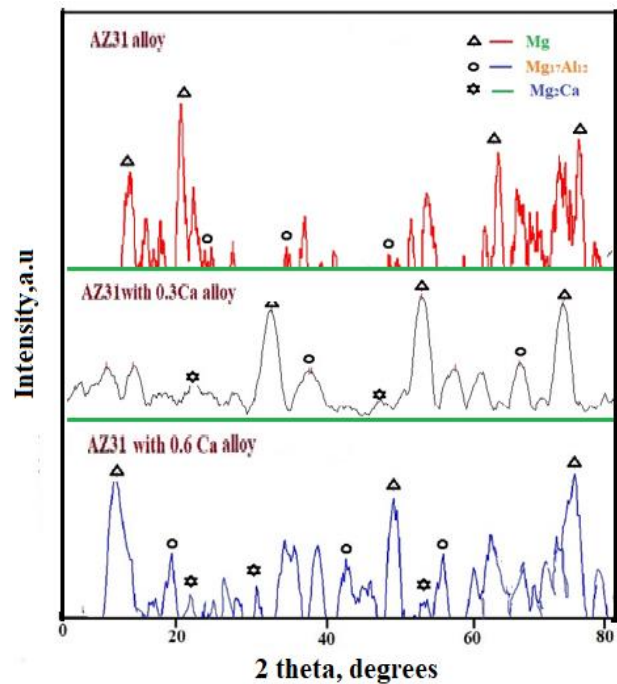 AZ31 alloy
Mg
Mg17Al12
Mg2Ca
AZ31with 0.3Ca alloy
AZ31 with 0.6 Ca alloy
Intensity,a.u
0 20 40 60 80
2 theta, degrees